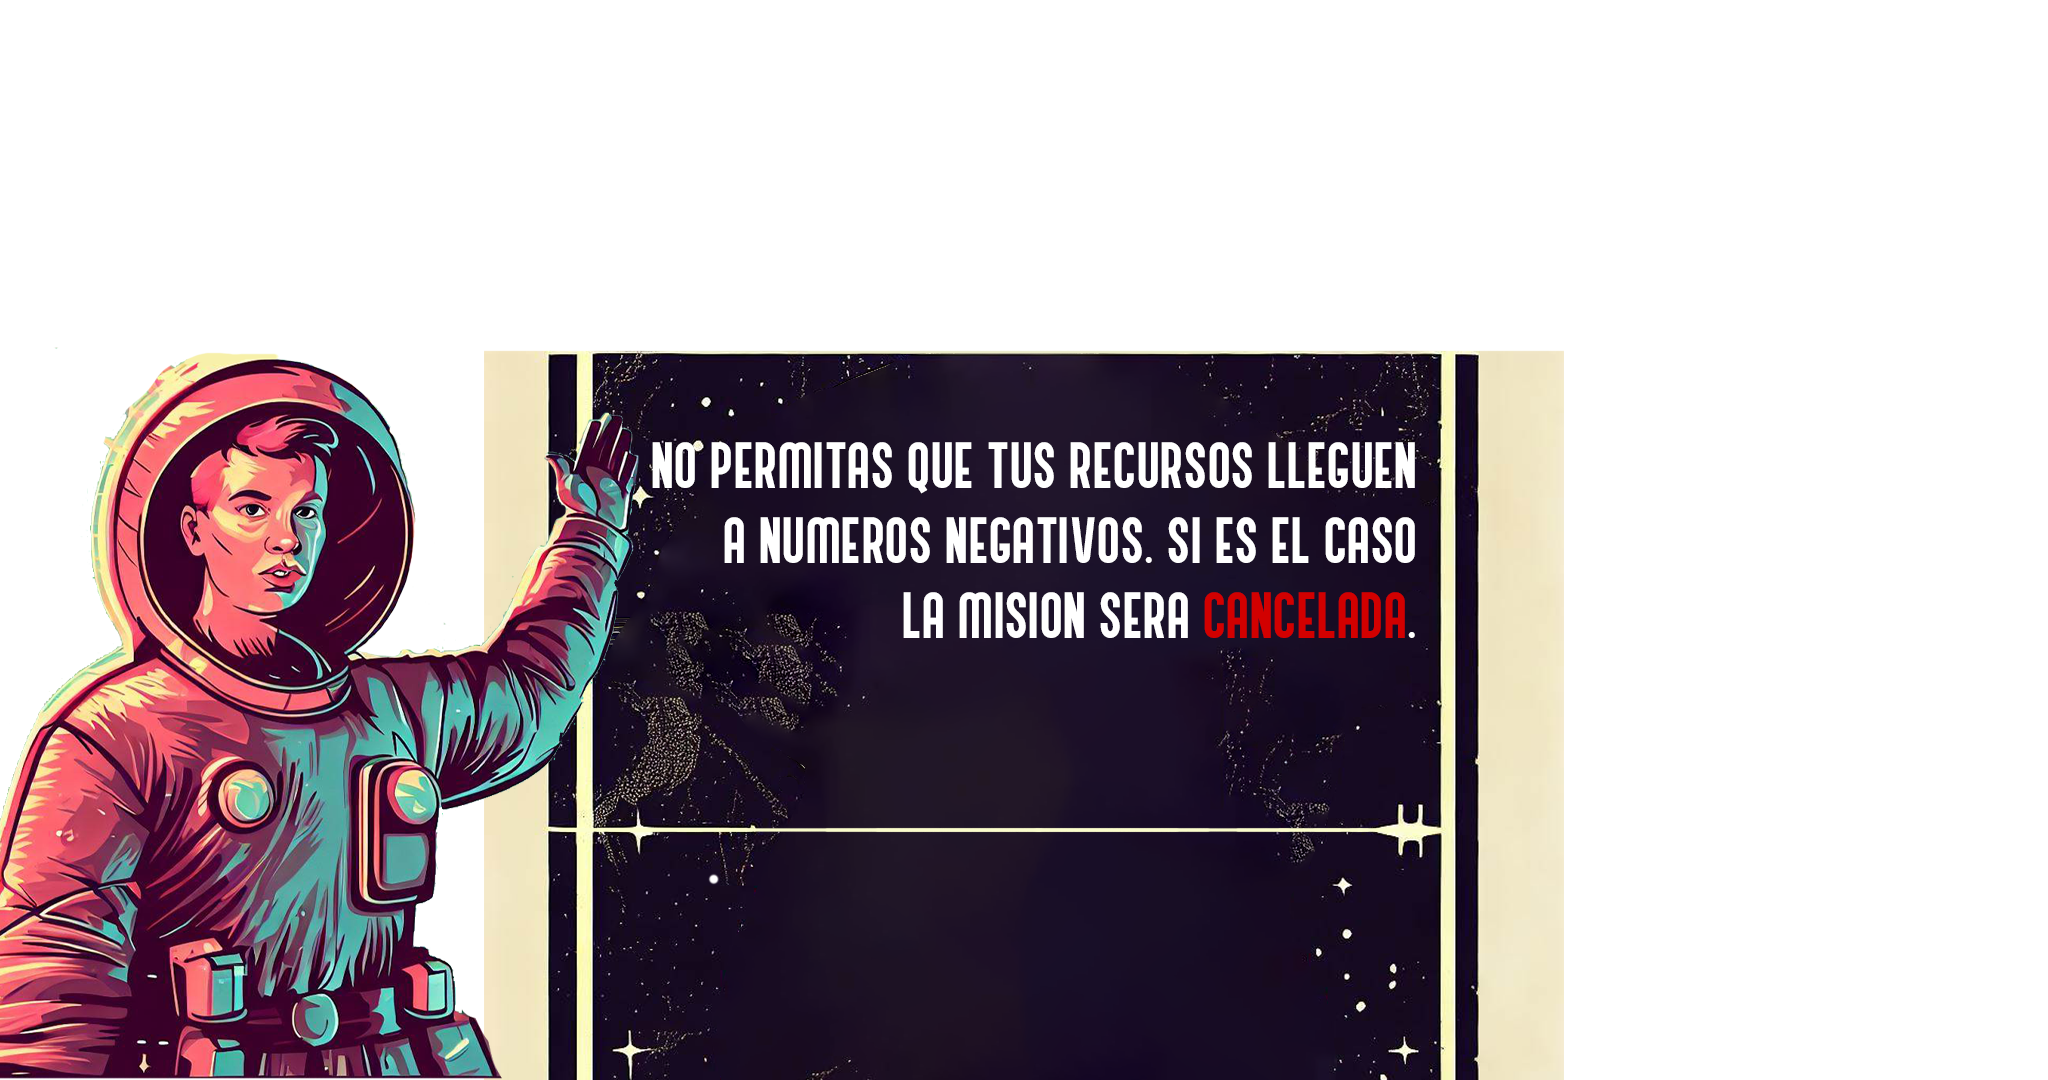 NO PERMITAS QUE TUS RECURSOS LLEGUEN
A NUMEROS NEGATIVOS. SI ES EL CASO
LA MISION SERA CANCELADA.